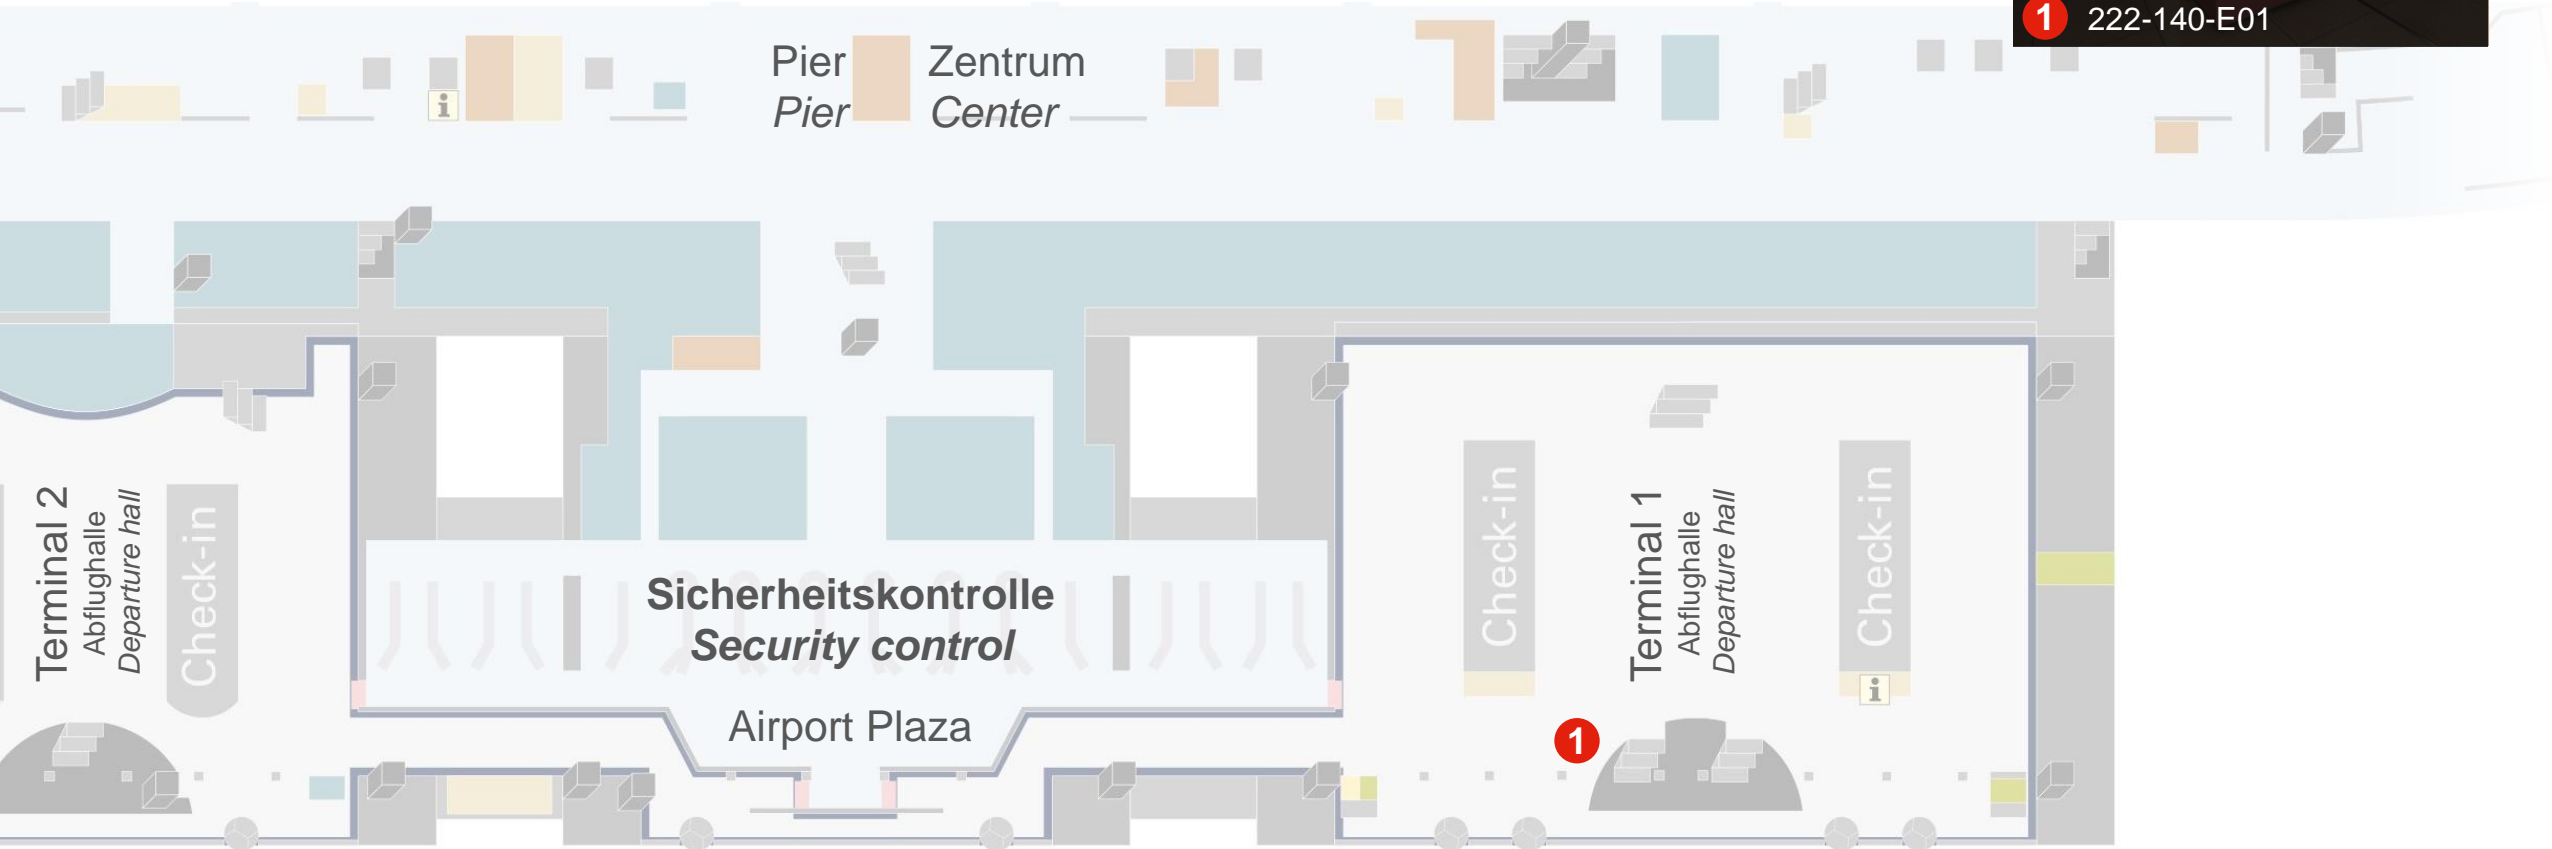 1 222-140-E01
Pier Zentrum
Pier Center
i
Terminal 2
Abflughalle
Departure hall
Check-in
Sicherheitskontrolle
Security control
Airport Plaza
Check-in
Terminal 1
Abflughalle
Departure hall
Check-in
i
1